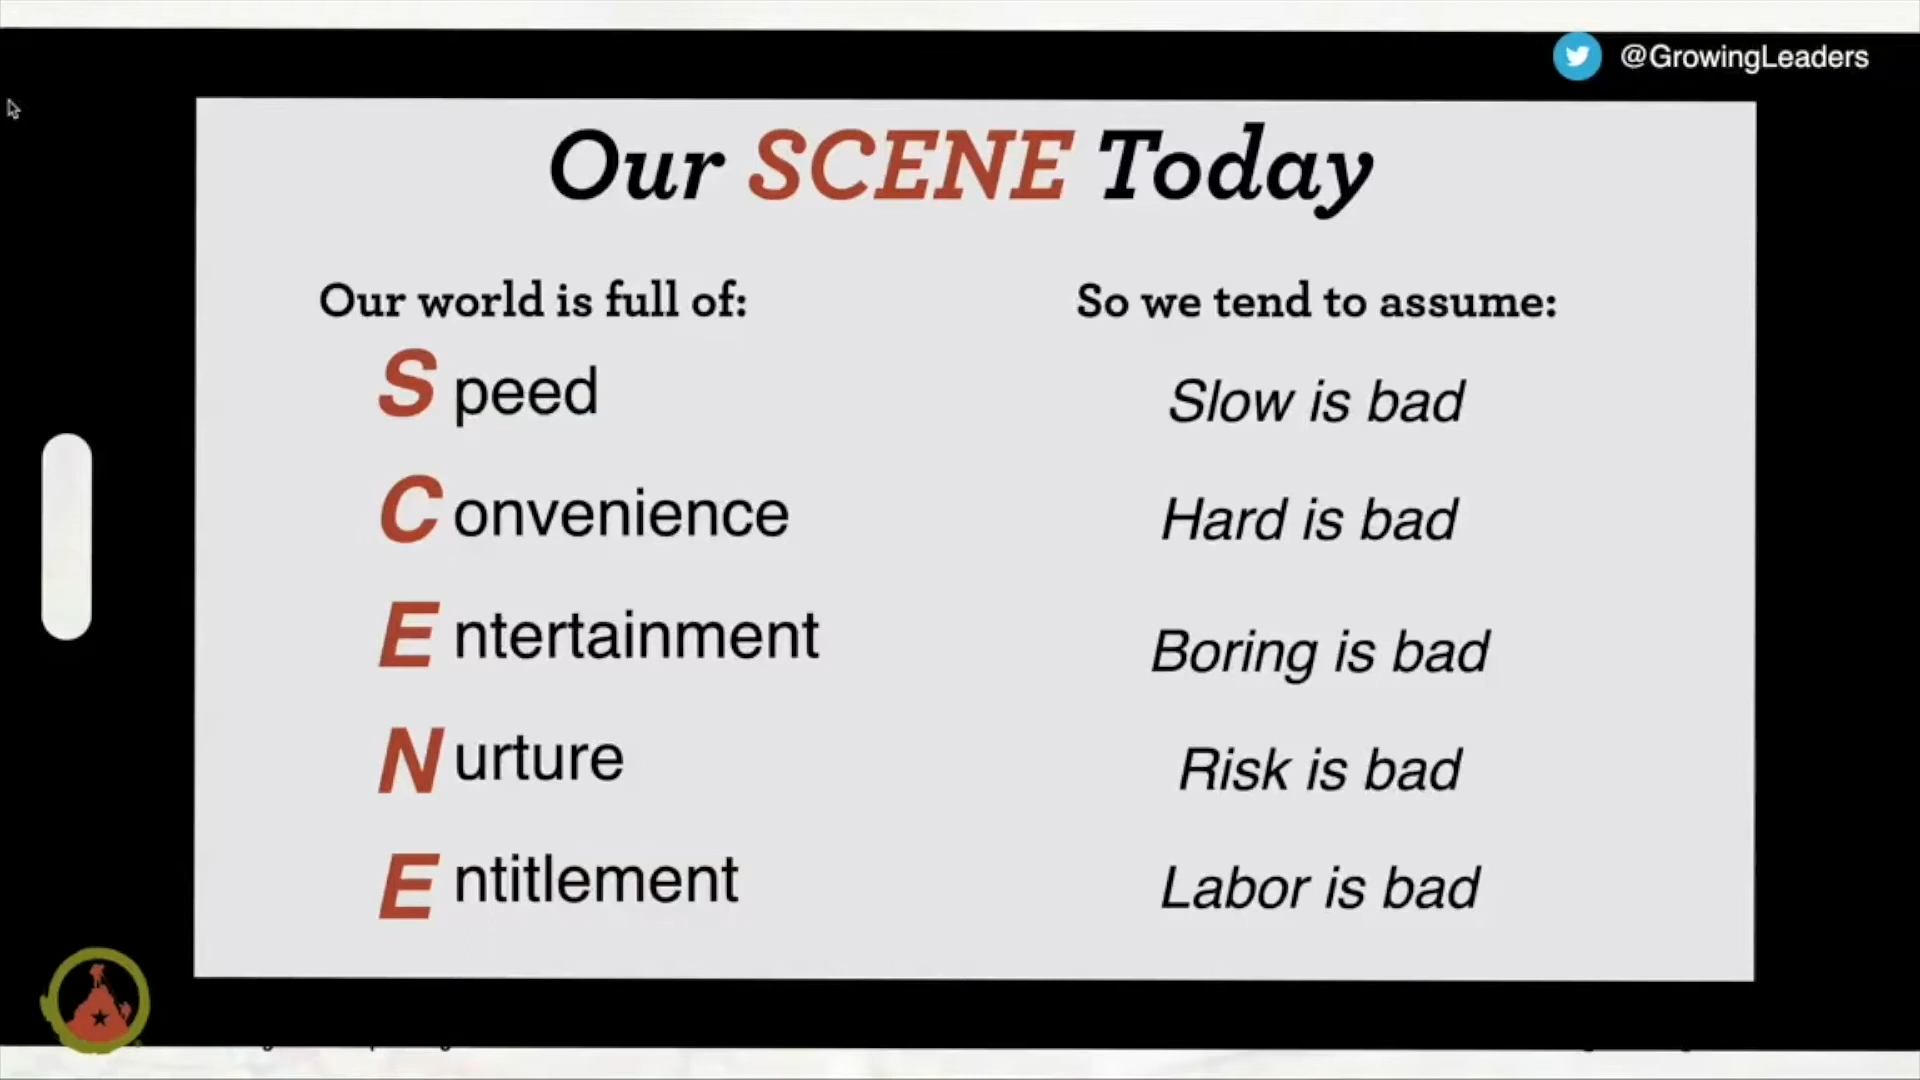 @GrowingLeaders
Our SCENE Today
Our world is full of:
So we tend to assume:
Speed
Slow is bad
Convenience
Hard is bad
Entertainment
Boring is bad
Nurture
Risk is bad
Entitlement
Labor is bad